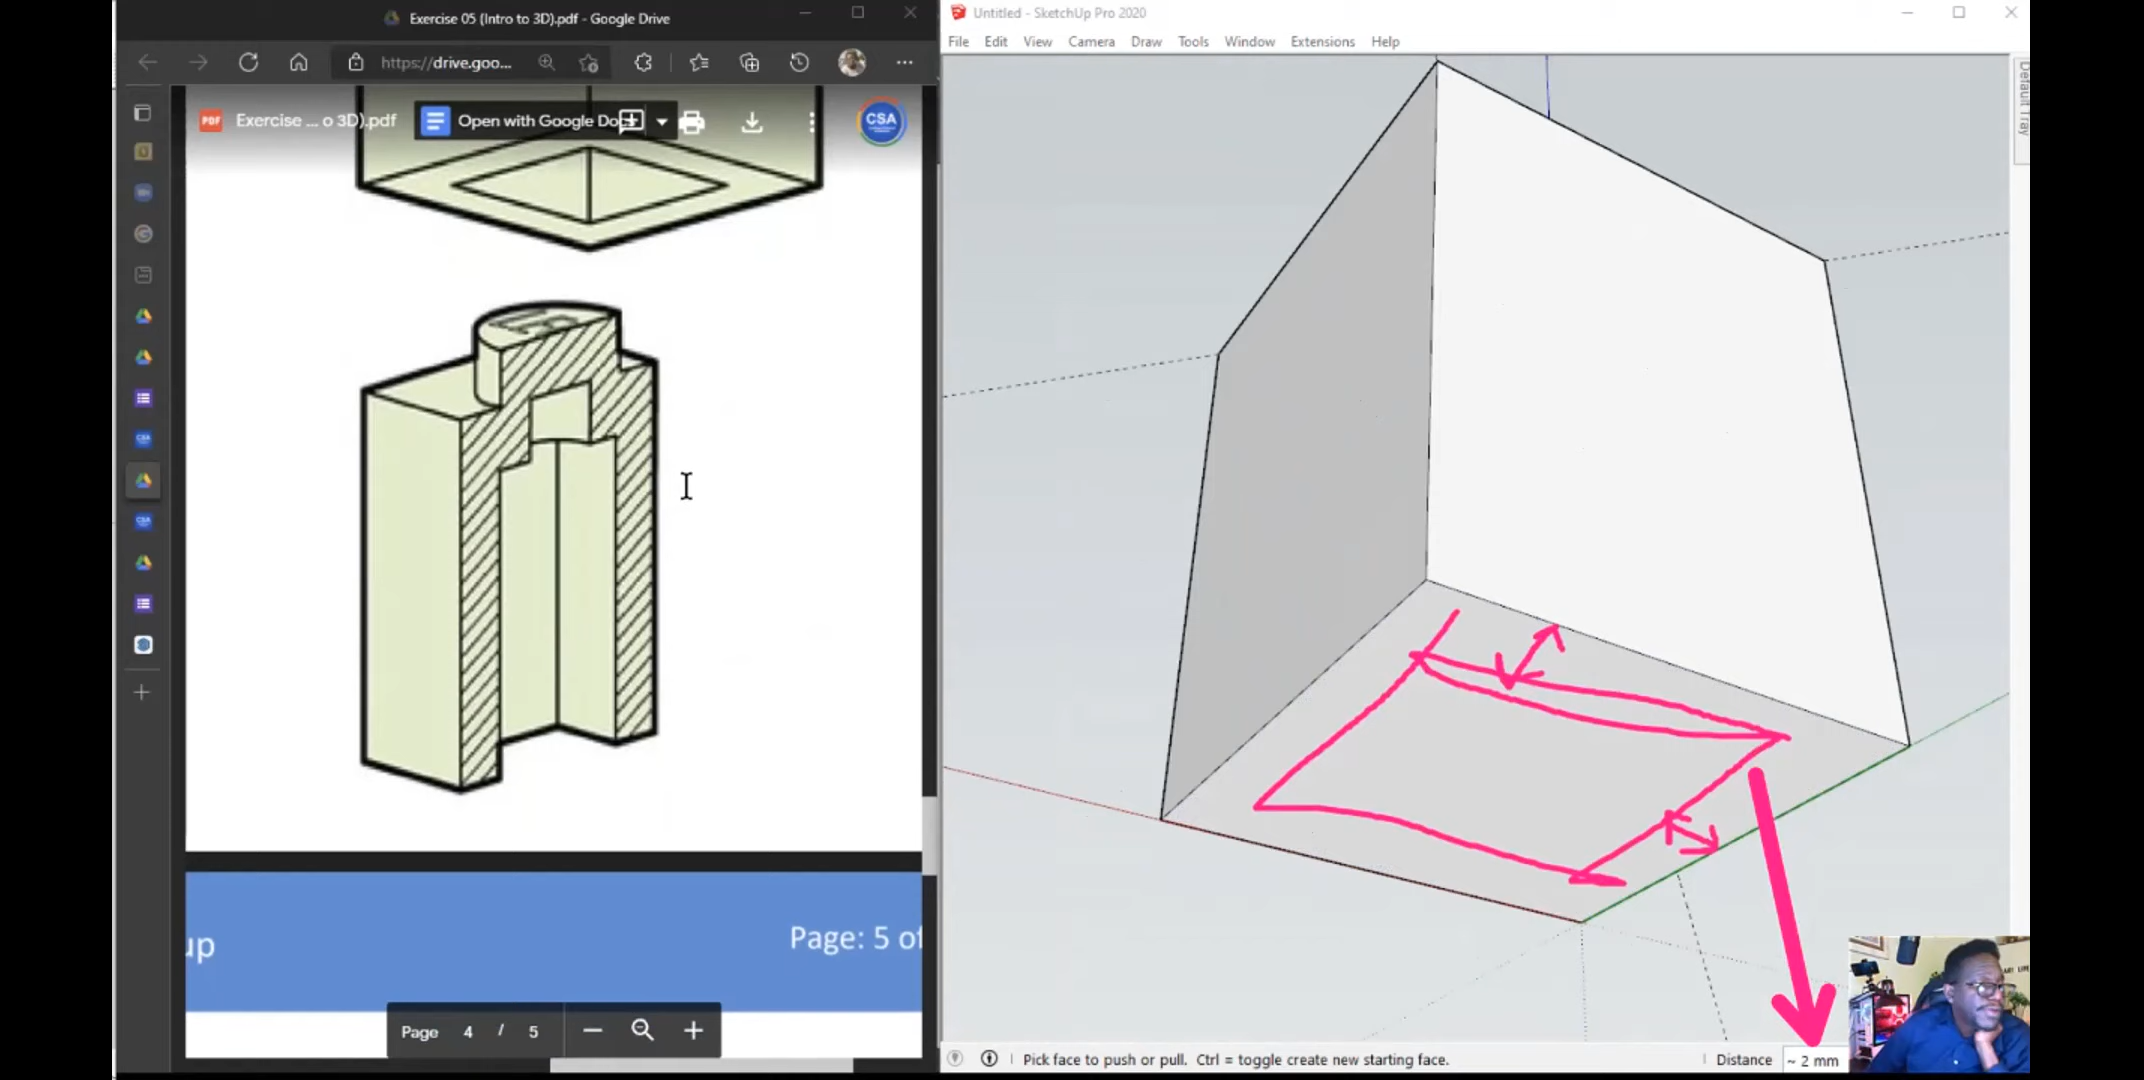 Exercise 05 (Intro to 3D).pdf - Google Drive
https://drive.goo...
PDF
Exercise ... o 3D).pdf
Open with Google Do
CSA
up
Page: 5 of
Page 4 / 5
Untitled - SketchUp Pro 2020
File Edit View Camera Draw Tools Window Extensions Help
Default Tray
Pick face to push or pull. Ctrl = toggle create new starting face.
Distance ~ 2 mm